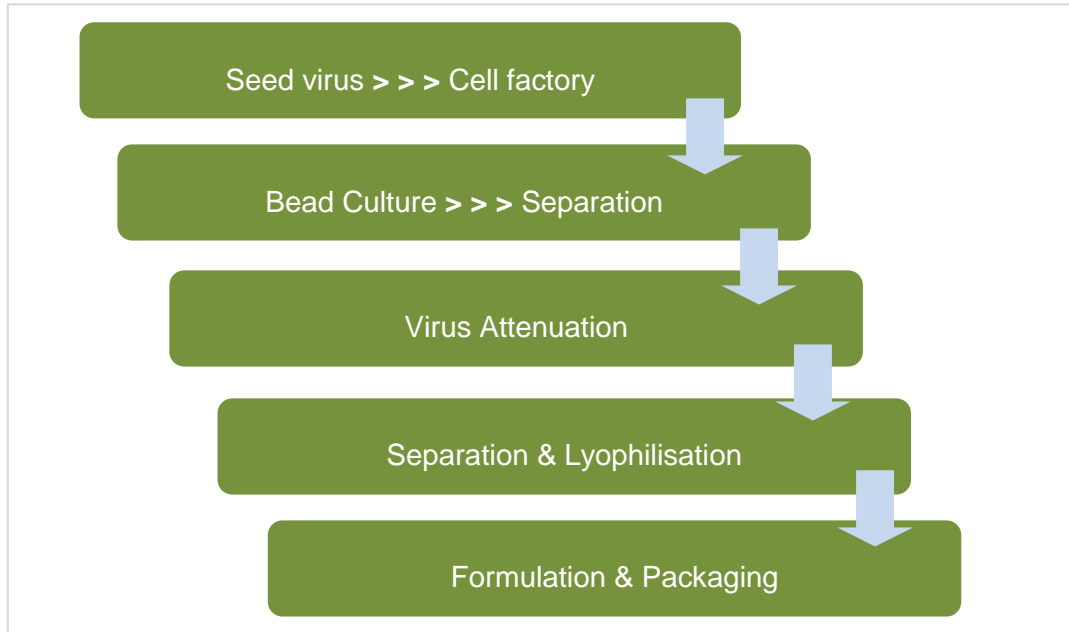 Seed virus > > > Cell factory
Bead Culture > > > Separation
Virus Attenuation
Separation & Lyophilisation
Formulation & Packaging